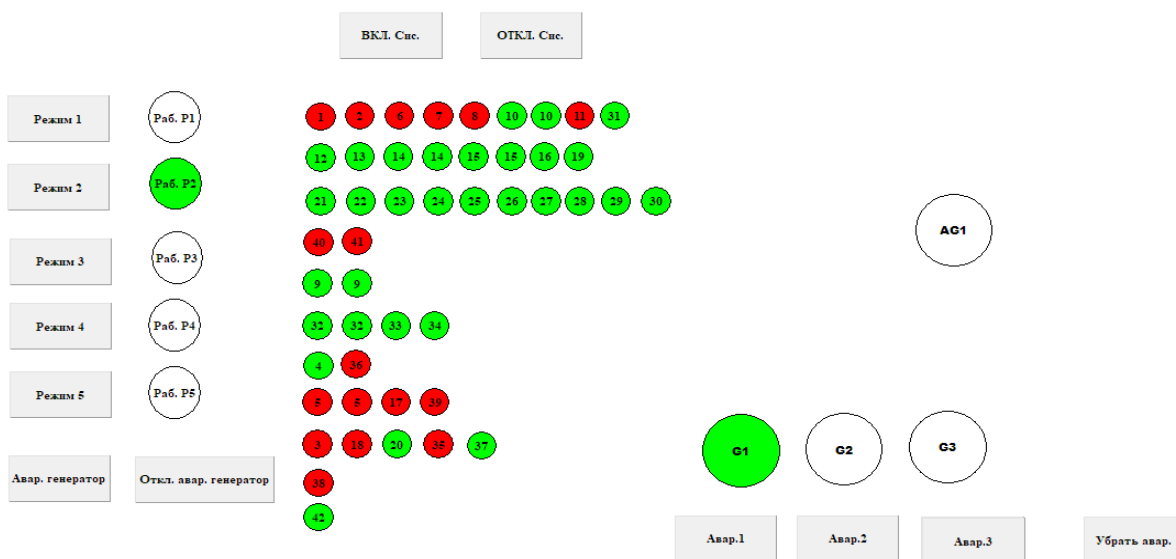 ВКЛ. Сис. ОТКЛ. Сис.
Режим 1 Раб. Р1 1 2 6 7 8 10 10 11 31
12 13 14 14 15 15 16 19
Режим 2 Раб. Р2 21 22 23 24 25 26 27 28 29 30
AG1
40 41
Режим 3 Раб. Р3
9 9
Режим 4 Раб. Р4 32 32 33 34
4 36
Режим 5 Раб. Р5 5 5 17 39
3 18 20 35 37 G1 G2 G3
Авар. генератор Откл. авар. генератор 38
42
Авар.1 Авар.2 Авар.3 Убрать авар.